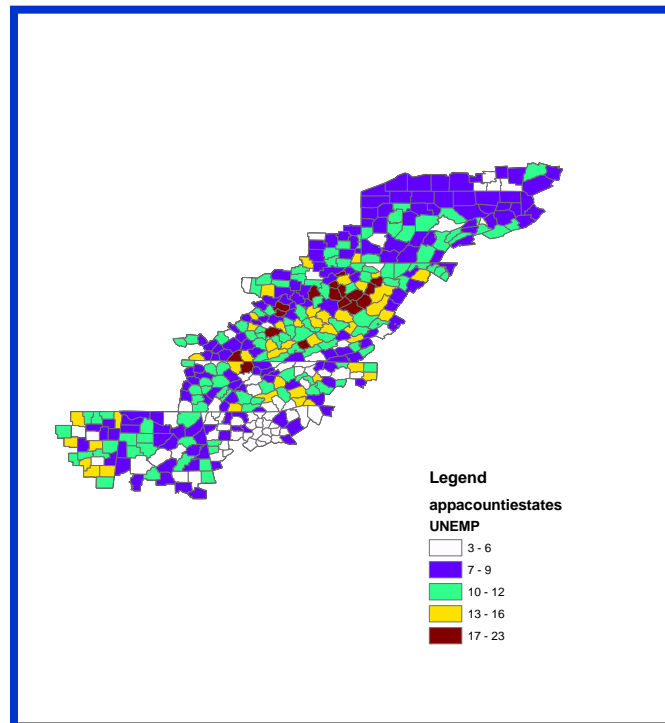 Legend
appacountiestates
UNEMP
3 - 6
7 - 9
10 - 12
13 - 16
17 - 23